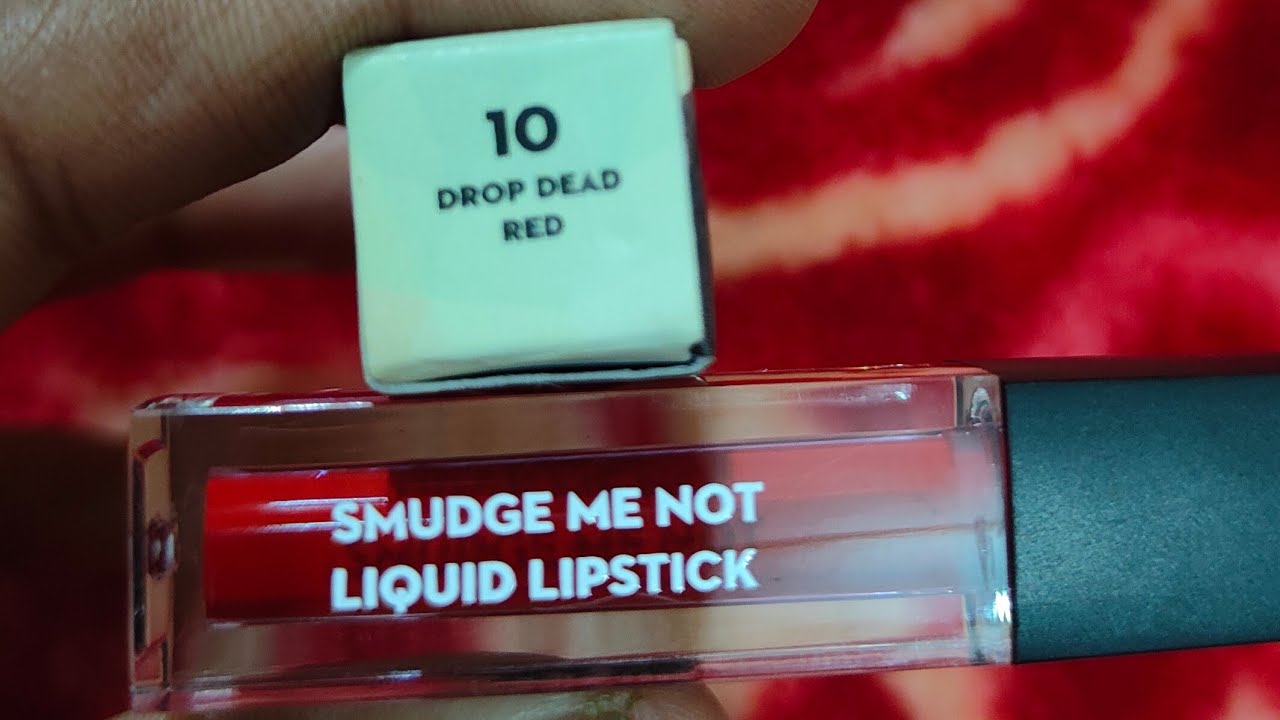 10
DROP DEAD
RED
SMUDGE ME NOT
LIQUID LIPSTICK